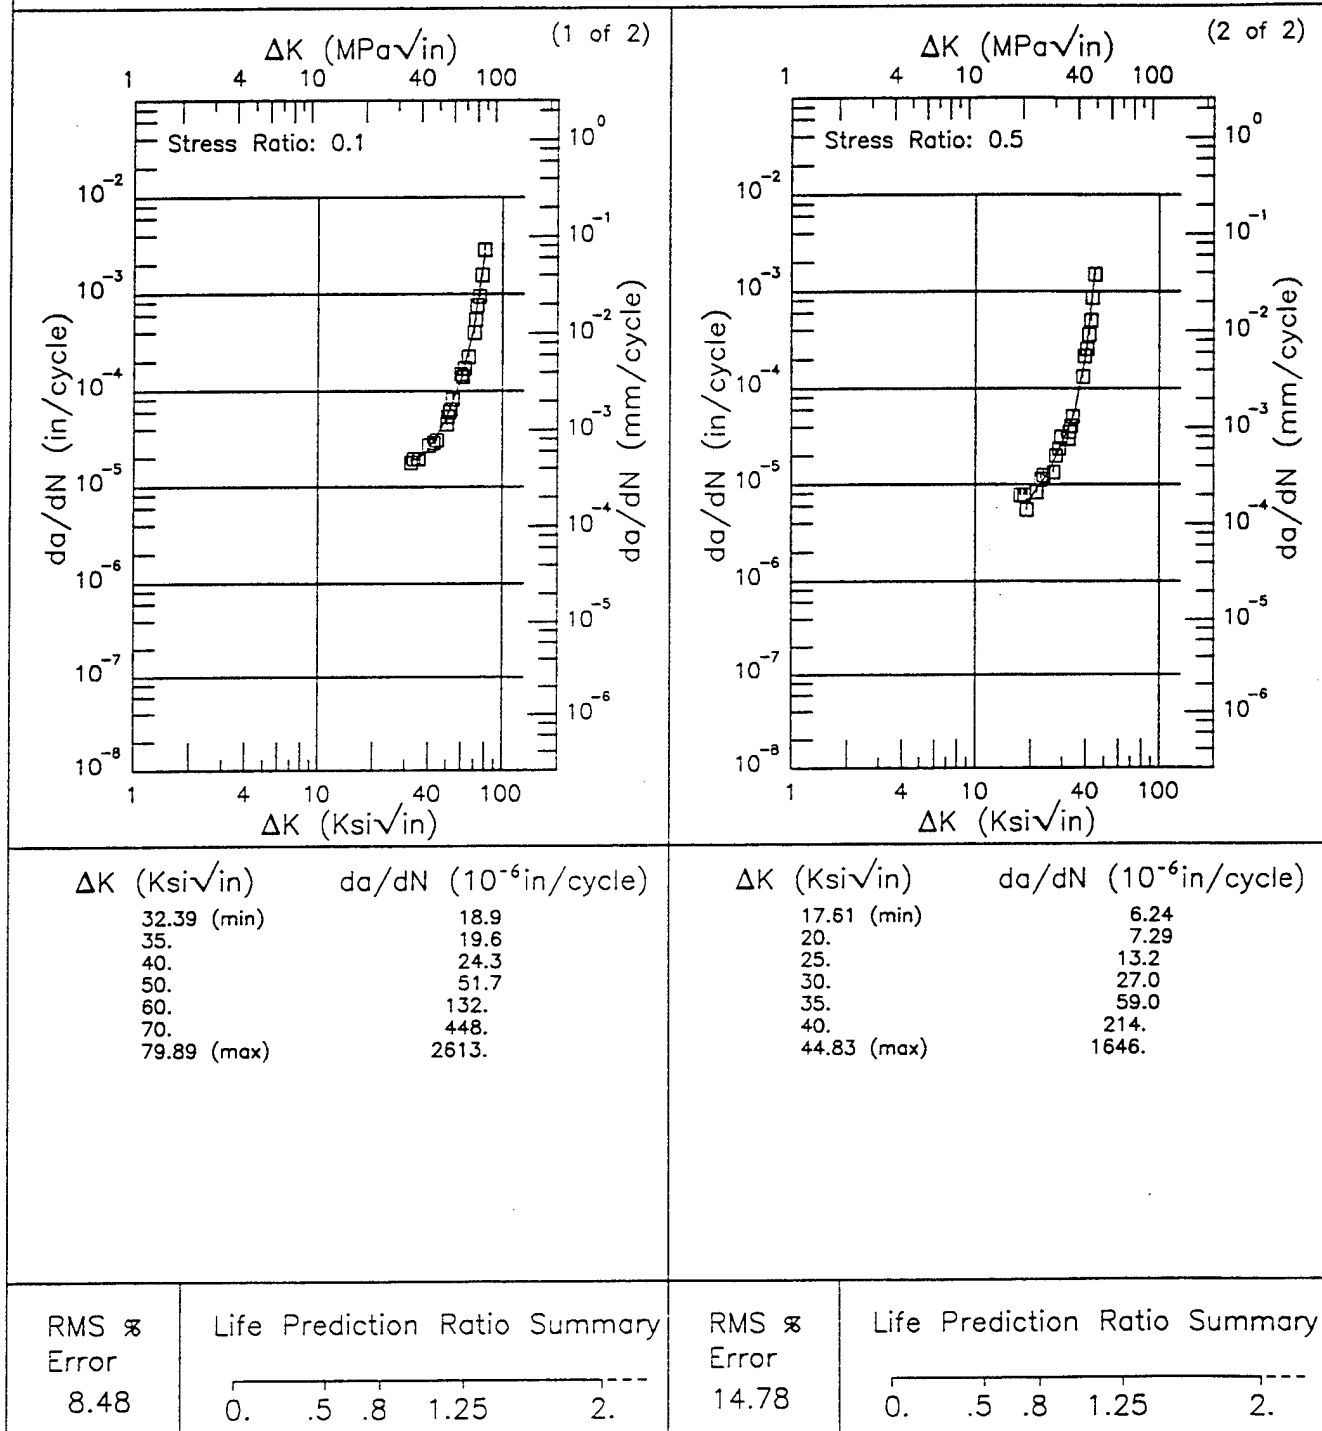 (1 of 2)
ΔK (MPa√in)
1 4 10 40 100
Stress Ratio: 0.1
10⁰
10⁻²
10⁻¹
10⁻³
10⁻²
10⁻⁴
10⁻³
10⁻⁵
10⁻⁴
10⁻⁶
10⁻⁵
10⁻⁷
10⁻⁶
10⁻⁸
da/dN (in/cycle)
da/dN (mm/cycle)
1 4 10 40 100
ΔK (Ksi√in)
ΔK (Ksi√in) da/dN (10⁻⁶in/cycle)
32.39 (min) 18.9
35. 19.6
40. 24.3
50. 51.7
60. 132.
70. 448.
79.89 (max) 2613.
RMS % Life Prediction Ratio Summary
Error
8.48 0. .5 .8 1.25 2.
(2 of 2)
ΔK (MPa√in)
1 4 10 40 100
Stress Ratio: 0.5
10⁰
10⁻²
10⁻¹
10⁻³
10⁻²
10⁻⁴
10⁻³
10⁻⁵
10⁻⁴
10⁻⁶
10⁻⁵
10⁻⁷
10⁻⁶
10⁻⁸
da/dN (in/cycle)
da/dN (mm/cycle)
1 4 10 40 100
ΔK (Ksi√in)
ΔK (Ksi√in) da/dN (10⁻⁶in/cycle)
17.61 (min) 6.24
20. 7.29
25. 13.2
30. 27.0
35. 59.0
40. 214.
44.83 (max) 1646.
RMS % Life Prediction Ratio Summary
Error
14.78 0. .5 .8 1.25 2.